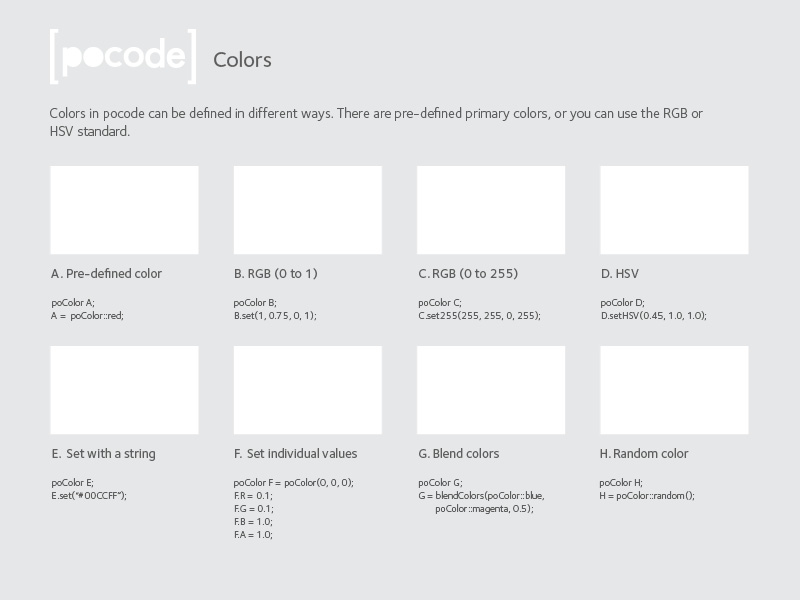 [pocode] Colors
Colors in pocode can be defined in different ways. There are pre-defined primary colors, or you can use the RGB or
HSV standard.
A. Pre-defined color
poColor A;
A = poColor::red;
B. RGB (0 to 1)
poColor B;
B.set(1, 0.75, 0, 1);
C. RGB (0 to 255)
poColor C;
C.set255(255, 255, 0, 255);
D. HSV
poColor D;
D.setHSV(0.45, 1.0, 1.0);
E. Set with a string
poColor E;
E.set("#00CCFF");
F. Set individual values
poColor F = poColor(0, 0, 0);
F.R = 0.1;
F.G = 0.1;
F.B = 1.0;
F.A = 1.0;
G. Blend colors
poColor G;
G = blendColors(poColor::blue,
poColor::magenta, 0.5);
H. Random color
poColor H;
H = poColor::random();